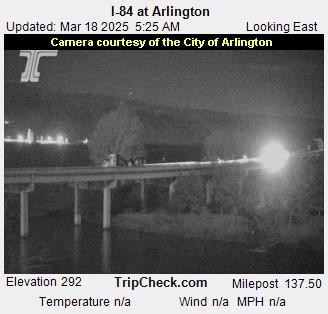 I-84 at Arlington
Updated: Mar 18 2025 5:25 AM Looking East
Camera courtesy of the City of Arlington
Elevation 292 TripCheck.com Milepost 137.50
Temperature n/a Wind n/a MPH n/a